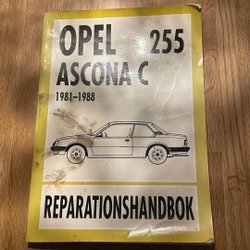 OPEL 255
ASCONA C
1981–1988
REPARATIONSHANDBOK